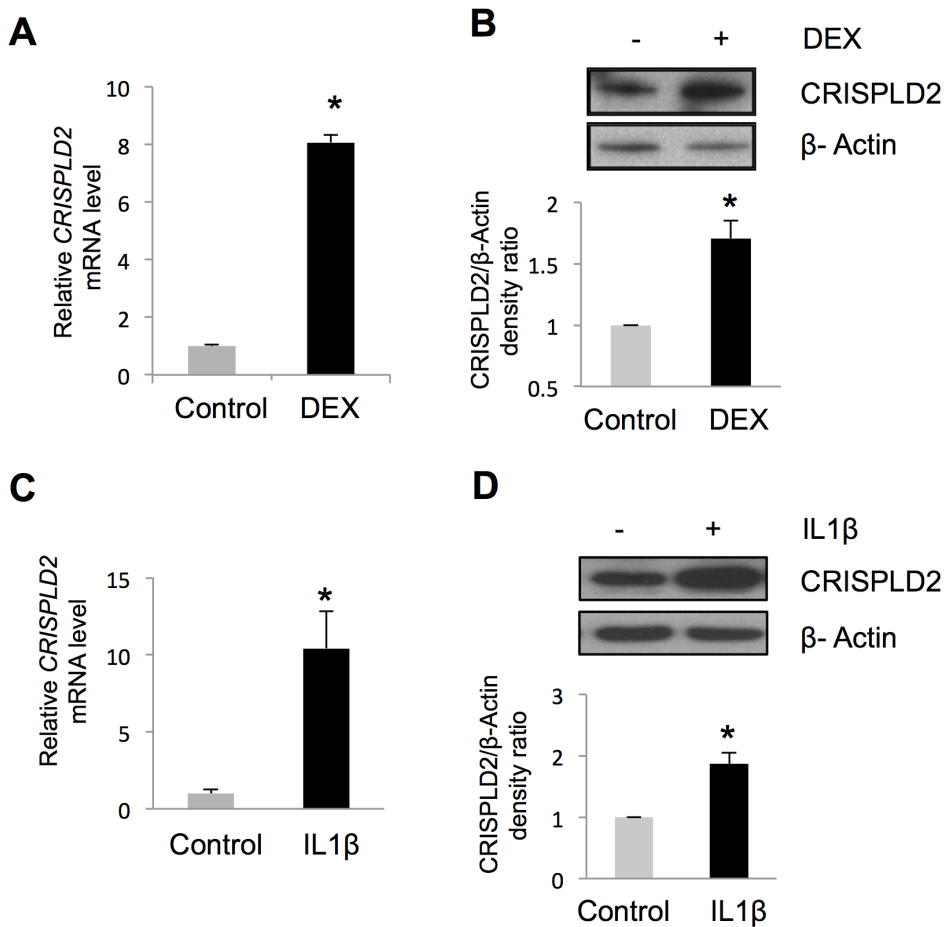 A
Relative CRISPLD2
mRNA level
10
8
6
4
2
0
*
Control DEX
B
- + DEX
CRISPLD2
β- Actin
CRISPLD2/β-Actin
density ratio
2
1.5
1
0.5
*
Control DEX
C
Relative CRISPLD2
mRNA level
15
10
5
0
*
Control IL1β
D
- + IL1β
CRISPLD2
β- Actin
CRISPLD2/β-Actin
density ratio
3
2
1
0
*
Control IL1β